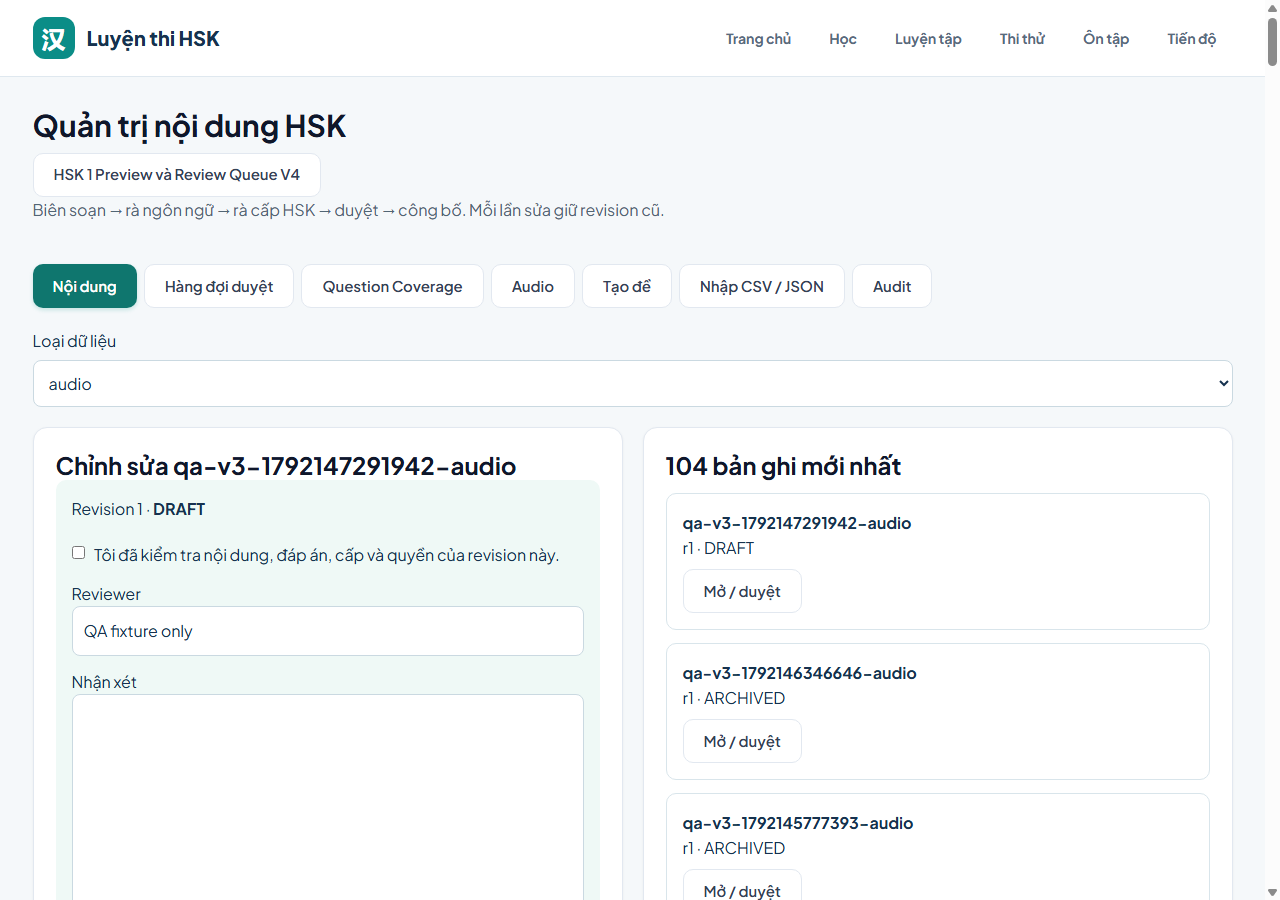 汉 Luyện thi HSK
Trang chủ Học Luyện tập Thi thử Ôn tập Tiến độ
Quản trị nội dung HSK
HSK 1 Preview và Review Queue V4
Biên soạn → rà ngôn ngữ → rà cấp HSK → duyệt → công bố. Mỗi lần sửa giữ revision cũ.
Nội dung Hàng đợi duyệt Question Coverage Audio Tạo đề Nhập CSV / JSON Audit
Loại dữ liệu
audio
Chỉnh sửa qa-v3-1792147291942-audio
Revision 1 · DRAFT
Tôi đã kiểm tra nội dung, đáp án, cấp và quyền của revision này.
Reviewer
QA fixture only
Nhận xét
104 bản ghi mới nhất
qa-v3-1792147291942-audio
r1 · DRAFT
Mở / duyệt
qa-v3-1792146346646-audio
r1 · ARCHIVED
Mở / duyệt
qa-v3-1792145777393-audio
r1 · ARCHIVED
Mở / duyệt